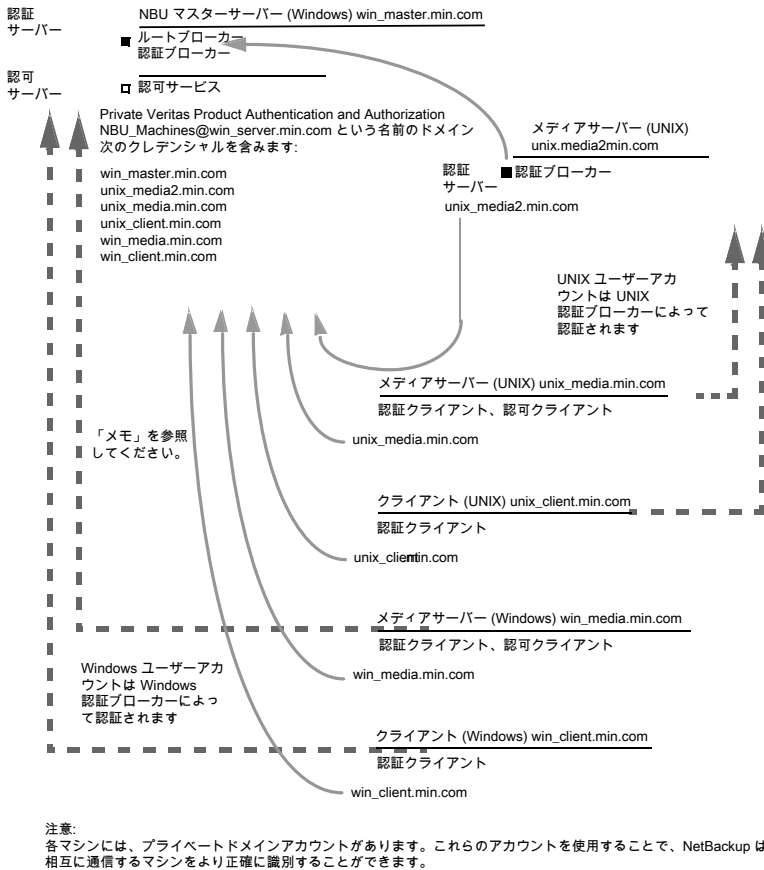 認証
サーバー
NBU マスターサーバー (Windows) win_master.min.com
■ ルートブローカー
認証ブローカー
認可
サーバー
認可サービス
Private Veritas Product Authentication and Authorization
NBU_Machines@win_server.min.com という名前のドメイン
次のクレデンシャルを含みます:
win_master.min.com
unix_media2.min.com
unix_media.min.com
unix_client.min.com
win_media.min.com
win_client.min.com
メディアサーバー (UNIX)
unix.media2min.com
認証
サーバー
■認証ブローカー
unix_media2.min.com
UNIX ユーザーアカ
ウントは UNIX
認証ブローカーによって
認証されます
メディアサーバー (UNIX) unix_media.min.com
認証クライアント、認可クライアント
unix_media.min.com
「メモ」を参照
してください。
クライアント (UNIX) unix_client.min.com
認証クライアント
unix_client
min.com
メディアサーバー (Windows) win_media.min.com
認証クライアント、認可クライアント
win_media.min.com
Windows ユーザーアカ
ウントは Windows
認証ブローカーによっ
て認証されます
クライアント (Windows) win_client.min.com
認証クライアント
win_client.min.com
注意:
各マシンには、プライベートドメインアカウントがあります。これらのアカウントを使用することで、NetBackup は
相互に通信するマシンをより正確に識別することができます。